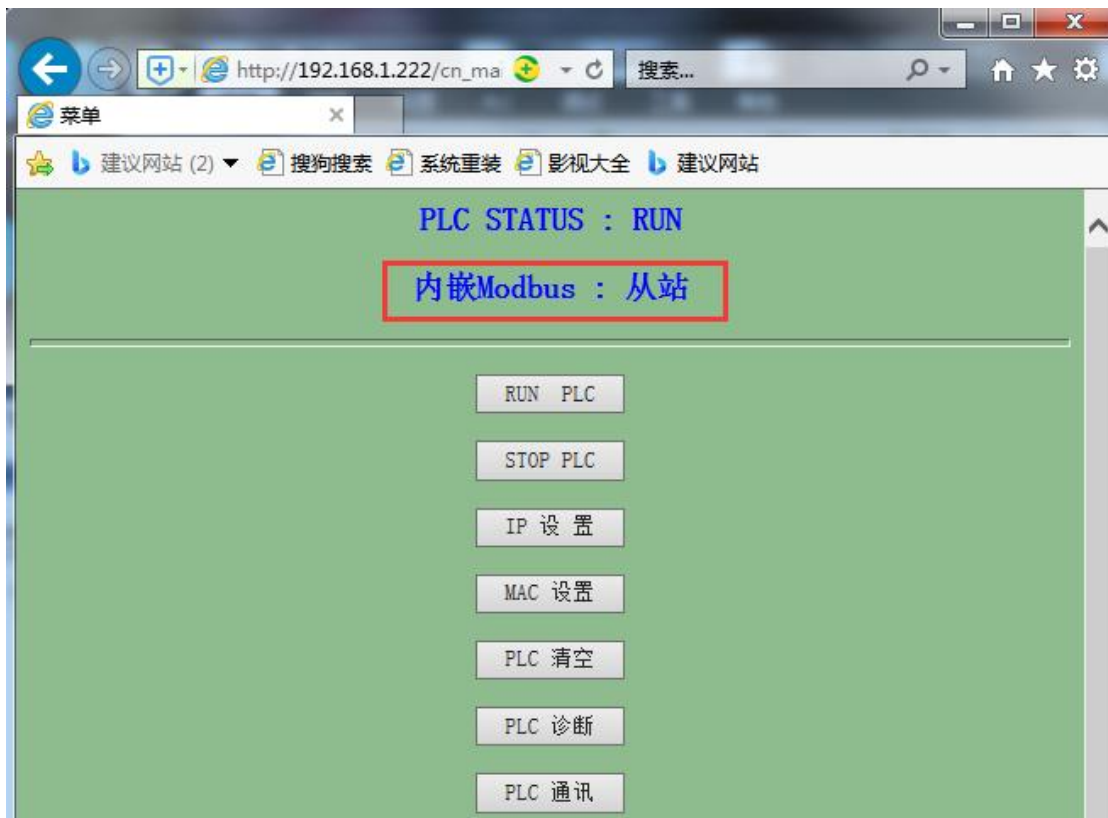 http://192.168.1.222/cn_ma 搜索...
菜单
建议网站 (2) 搜狗搜索 系统重装 影视大全 建议网站
PLC STATUS : RUN
内嵌Modbus : 从站
RUN PLC
STOP PLC
IP 设 置
MAC 设置
PLC 清空
PLC 诊断
PLC 通讯